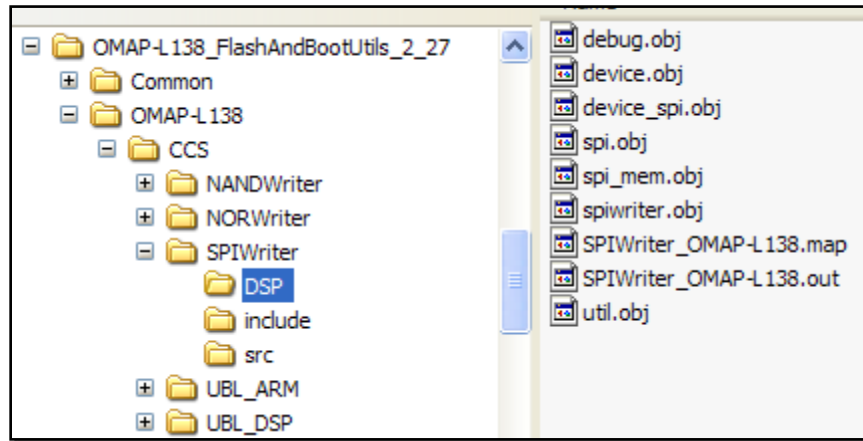 OMAP-L138_FlashAndBootUtils_2_27
Common
OMAP-L138
CCS
NANDWriter
NORWriter
SPIWriter
DSP
include
src
UBL_ARM
UBL_DSP
debug.obj
device.obj
device_spi.obj
spi.obj
spi_mem.obj
spiwriter.obj
SPIWriter_OMAP-L138.map
SPIWriter_OMAP-L138.out
util.obj